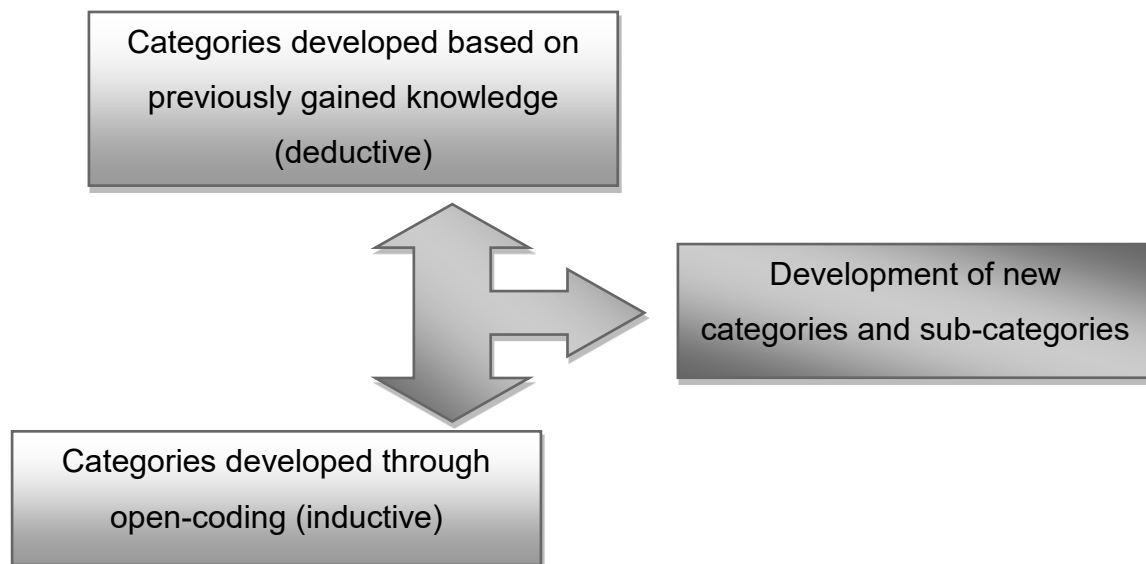 Categories developed based on
previously gained knowledge
(deductive)
Development of new
categories and sub-categories
Categories developed through
open-coding (inductive)